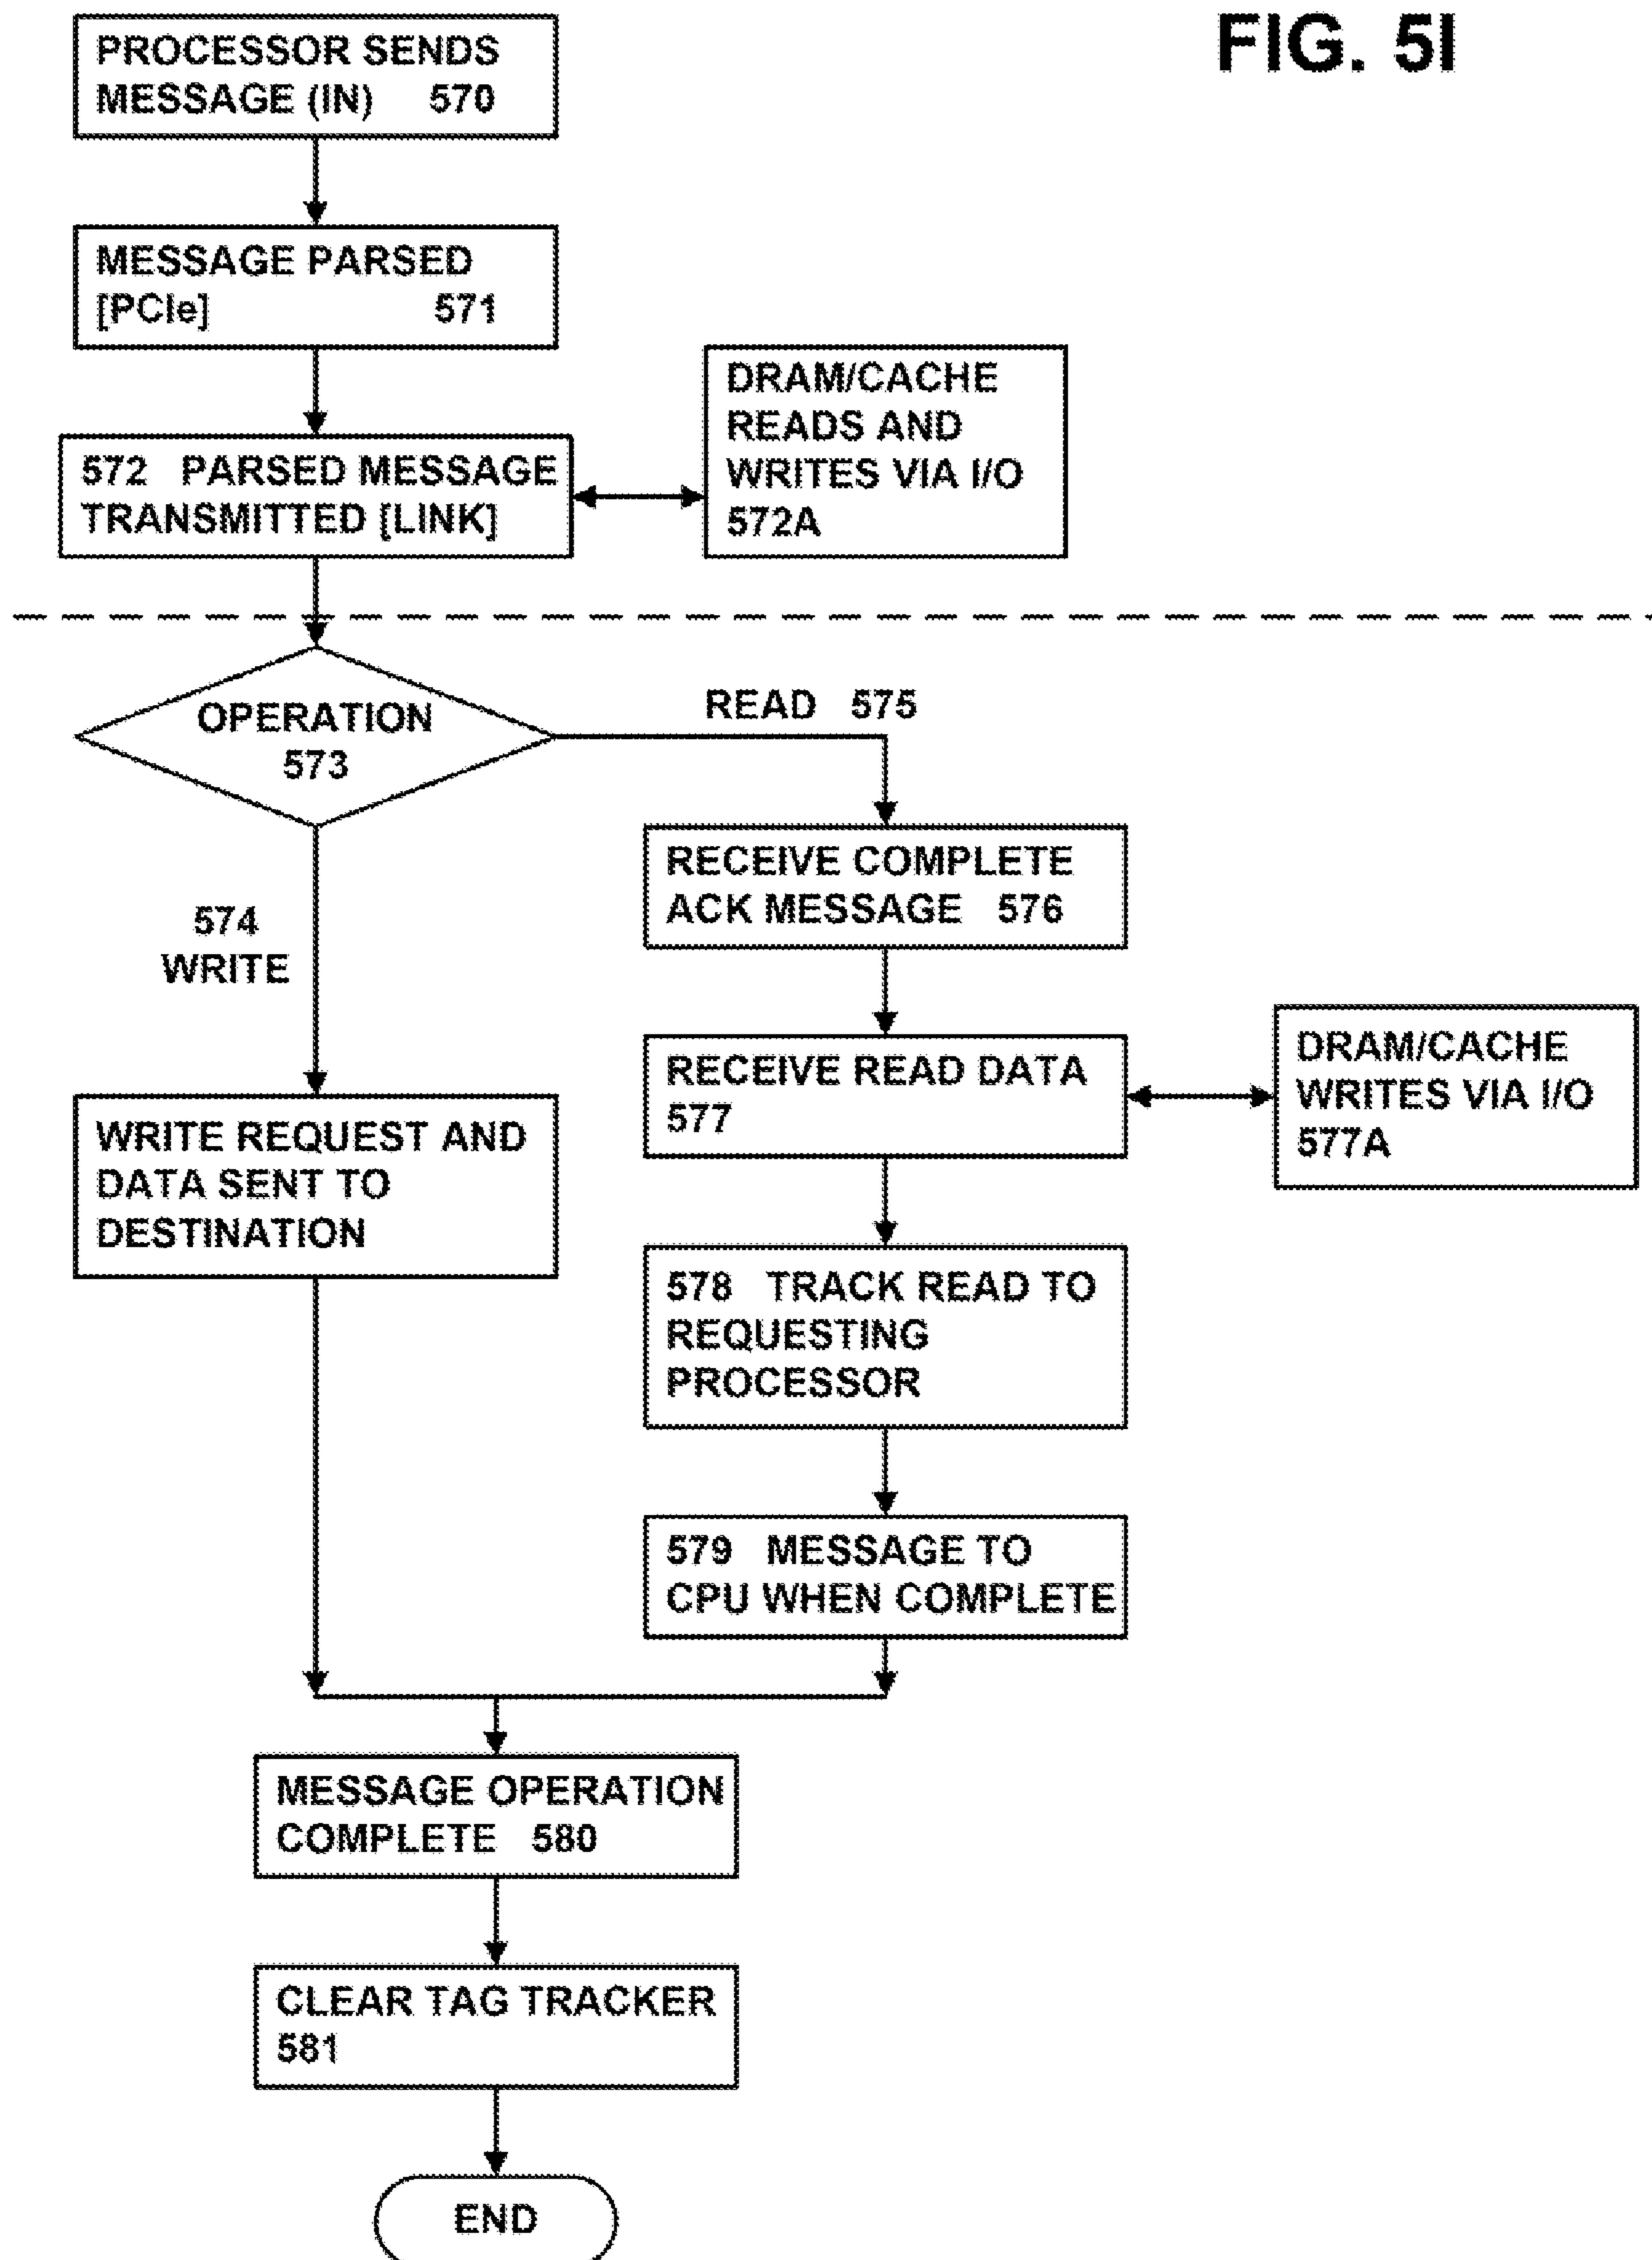 FIG. 5I
PROCESSOR SENDS
MESSAGE (IN) 570
MESSAGE PARSED
[PCIe] 571
572 PARSED MESSAGE
TRANSMITTED [LINK]
DRAM/CACHE
READS AND
WRITES VIA I/O
572A
OPERATION
573
READ 575
574
WRITE
RECEIVE COMPLETE
ACK MESSAGE 576
RECEIVE READ DATA
577
DRAM/CACHE
WRITES VIA I/O
577A
WRITE REQUEST AND
DATA SENT TO
DESTINATION
578 TRACK READ TO
REQUESTING
PROCESSOR
579 MESSAGE TO
CPU WHEN COMPLETE
MESSAGE OPERATION
COMPLETE 580
CLEAR TAG TRACKER
581
END